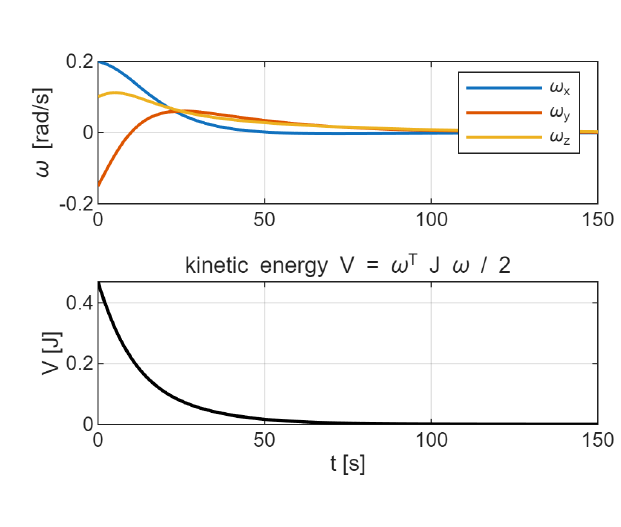 0.2
0
-0.2
ω [rad/s]
0 50 100 150
ωx
ωy
ωz
kinetic energy V = ωᵀ J ω / 2
0.4
0.2
0
V [J]
0 50 100 150
t [s]